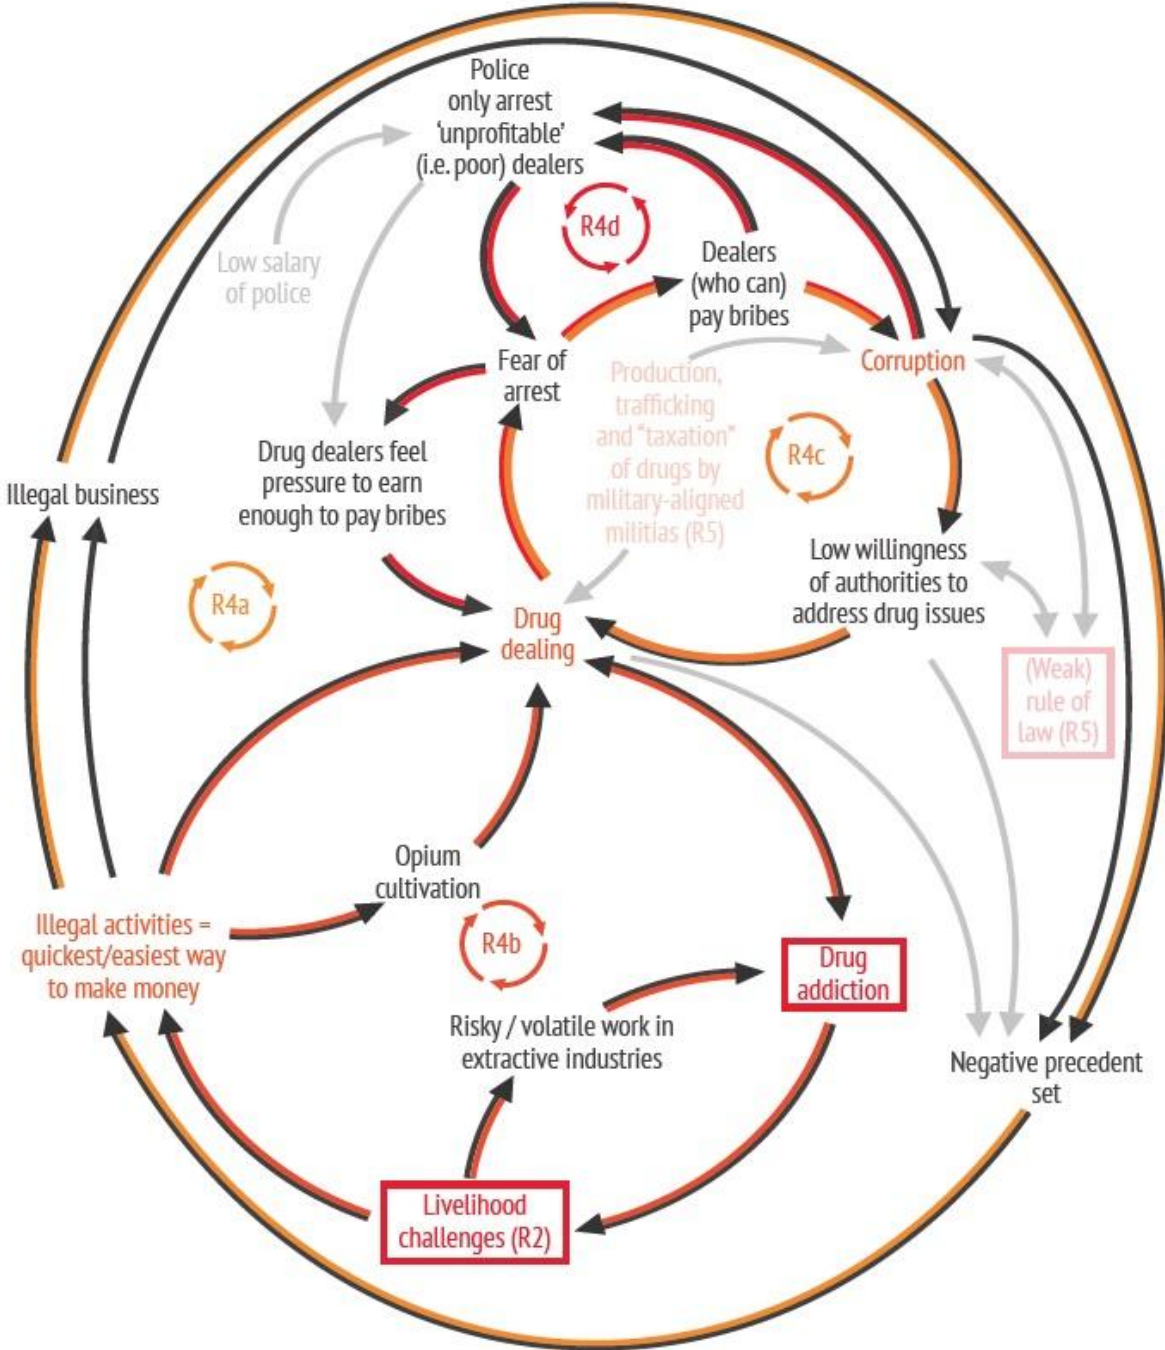 Police
only arrest
‘unprofitable’
(i.e. poor) dealers
R4d
Low salary
of police
Dealers
(who can)
pay bribes
Fear of
arrest
Production,
trafficking
and “taxation”
of drugs by
military-aligned
militias (R5)
Corruption
R4c
Drug dealers feel
pressure to earn
enough to pay bribes
Illegal business
Low willingness
of authorities to
address drug issues
R4a
Drug
dealing
(Weak)
rule of
law (R5)
Opium
cultivation
Illegal activities =
quickest/easiest way
to make money
R4b
Drug
addiction
Risky / volatile work in
extractive industries
Negative precedent
set
Livelihood
challenges (R2)